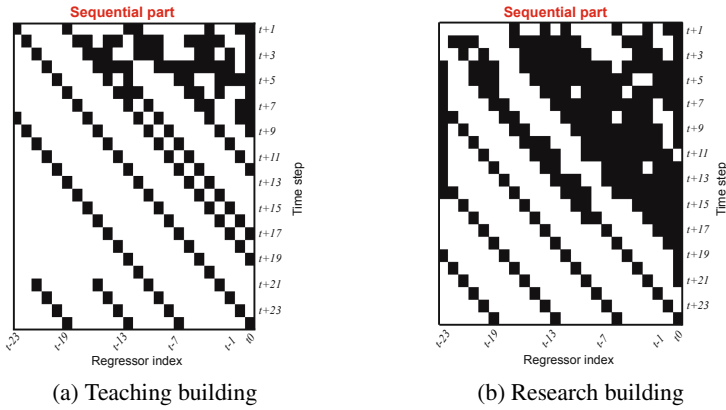 Sequential part
t+1
t+3
t+5
t+7
t+9
t+11
t+13
t+15
t+17
t+19
t+21
t+23
Time step
t-23
t-19
t-13
t-7
t-1
t0
Regressor index
(a) Teaching building
Sequential part
t+1
t+3
t+5
t+7
t+9
t+11
t+13
t+15
t+17
t+19
t+21
t+23
Time step
t-23
t-19
t-13
t-7
t-1
t0
Regressor index
(b) Research building